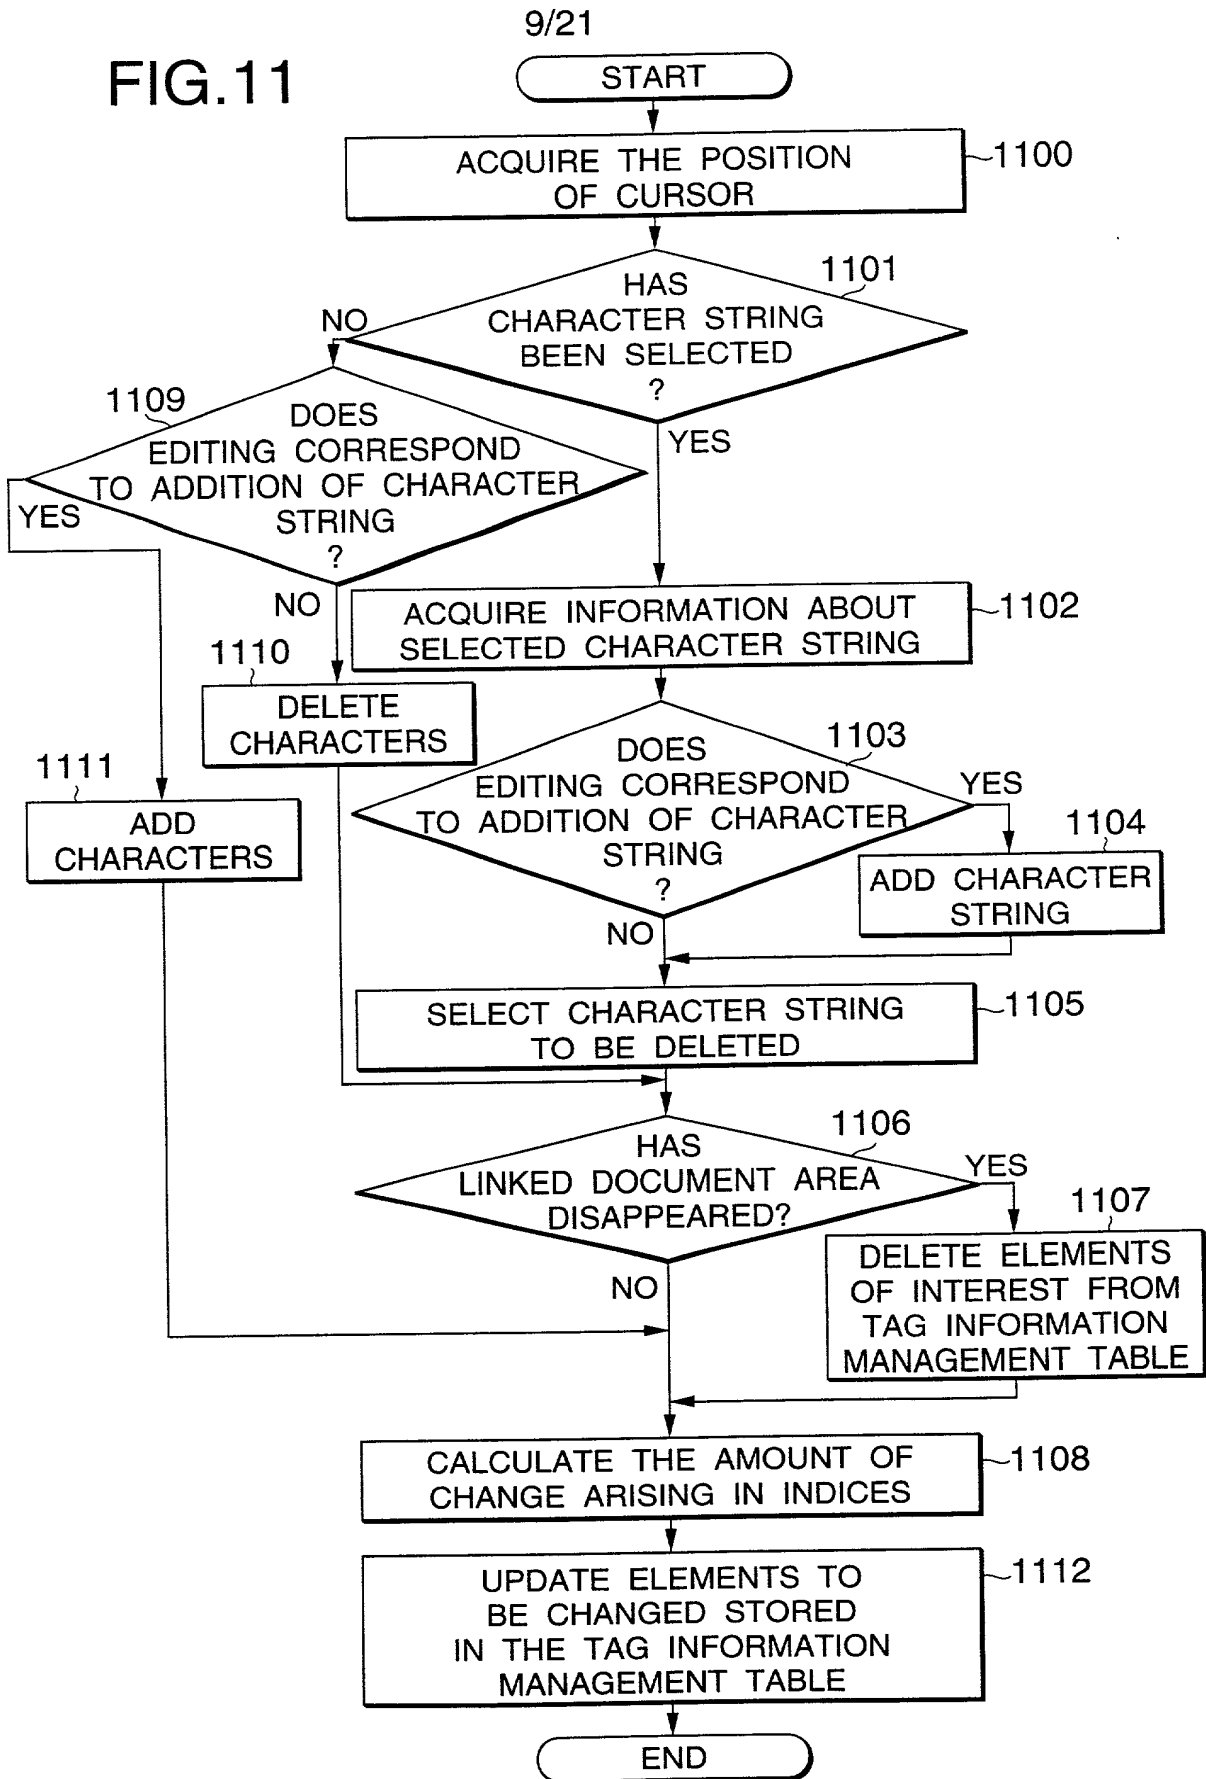 9/21
FIG.11
START
ACQUIRE THE POSITION
OF CURSOR
1100
HAS
CHARACTER STRING
BEEN SELECTED
?
1101
NO
YES
1109
DOES
EDITING CORRESPOND
TO ADDITION OF CHARACTER
STRING
?
YES
NO
ACQUIRE INFORMATION ABOUT
SELECTED CHARACTER STRING
1102
1110
DELETE
CHARACTERS
1111
ADD
CHARACTERS
DOES
EDITING CORRESPOND
TO ADDITION OF CHARACTER
STRING
?
1103
YES
NO
1104
ADD CHARACTER
STRING
SELECT CHARACTER STRING
TO BE DELETED
1105
HAS
LINKED DOCUMENT AREA
DISAPPEARED?
1106
YES
NO
1107
DELETE ELEMENTS
OF INTEREST FROM
TAG INFORMATION
MANAGEMENT TABLE
CALCULATE THE AMOUNT OF
CHANGE ARISING IN INDICES
1108
UPDATE ELEMENTS TO
BE CHANGED STORED
IN THE TAG INFORMATION
MANAGEMENT TABLE
1112
END